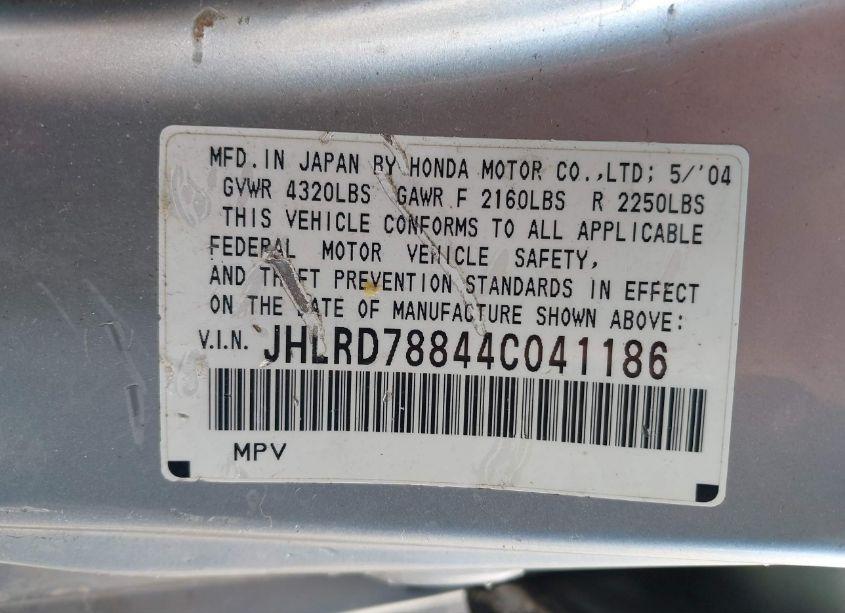 MFD. IN JAPAN BY HONDA MOTOR CO.,LTD; 5/'04
GVWR 4320LBS GAWR F 2160LBS R 2250LBS
THIS VEHICLE CONFORMS TO ALL APPLICABLE
FEDERAL MOTOR VEHICLE SAFETY,
AND THEFT PREVENTION STANDARDS IN EFFECT
ON THE DATE OF MANUFACTURE SHOWN ABOVE:
V.I.N. JHLRD78844C041186
MPV